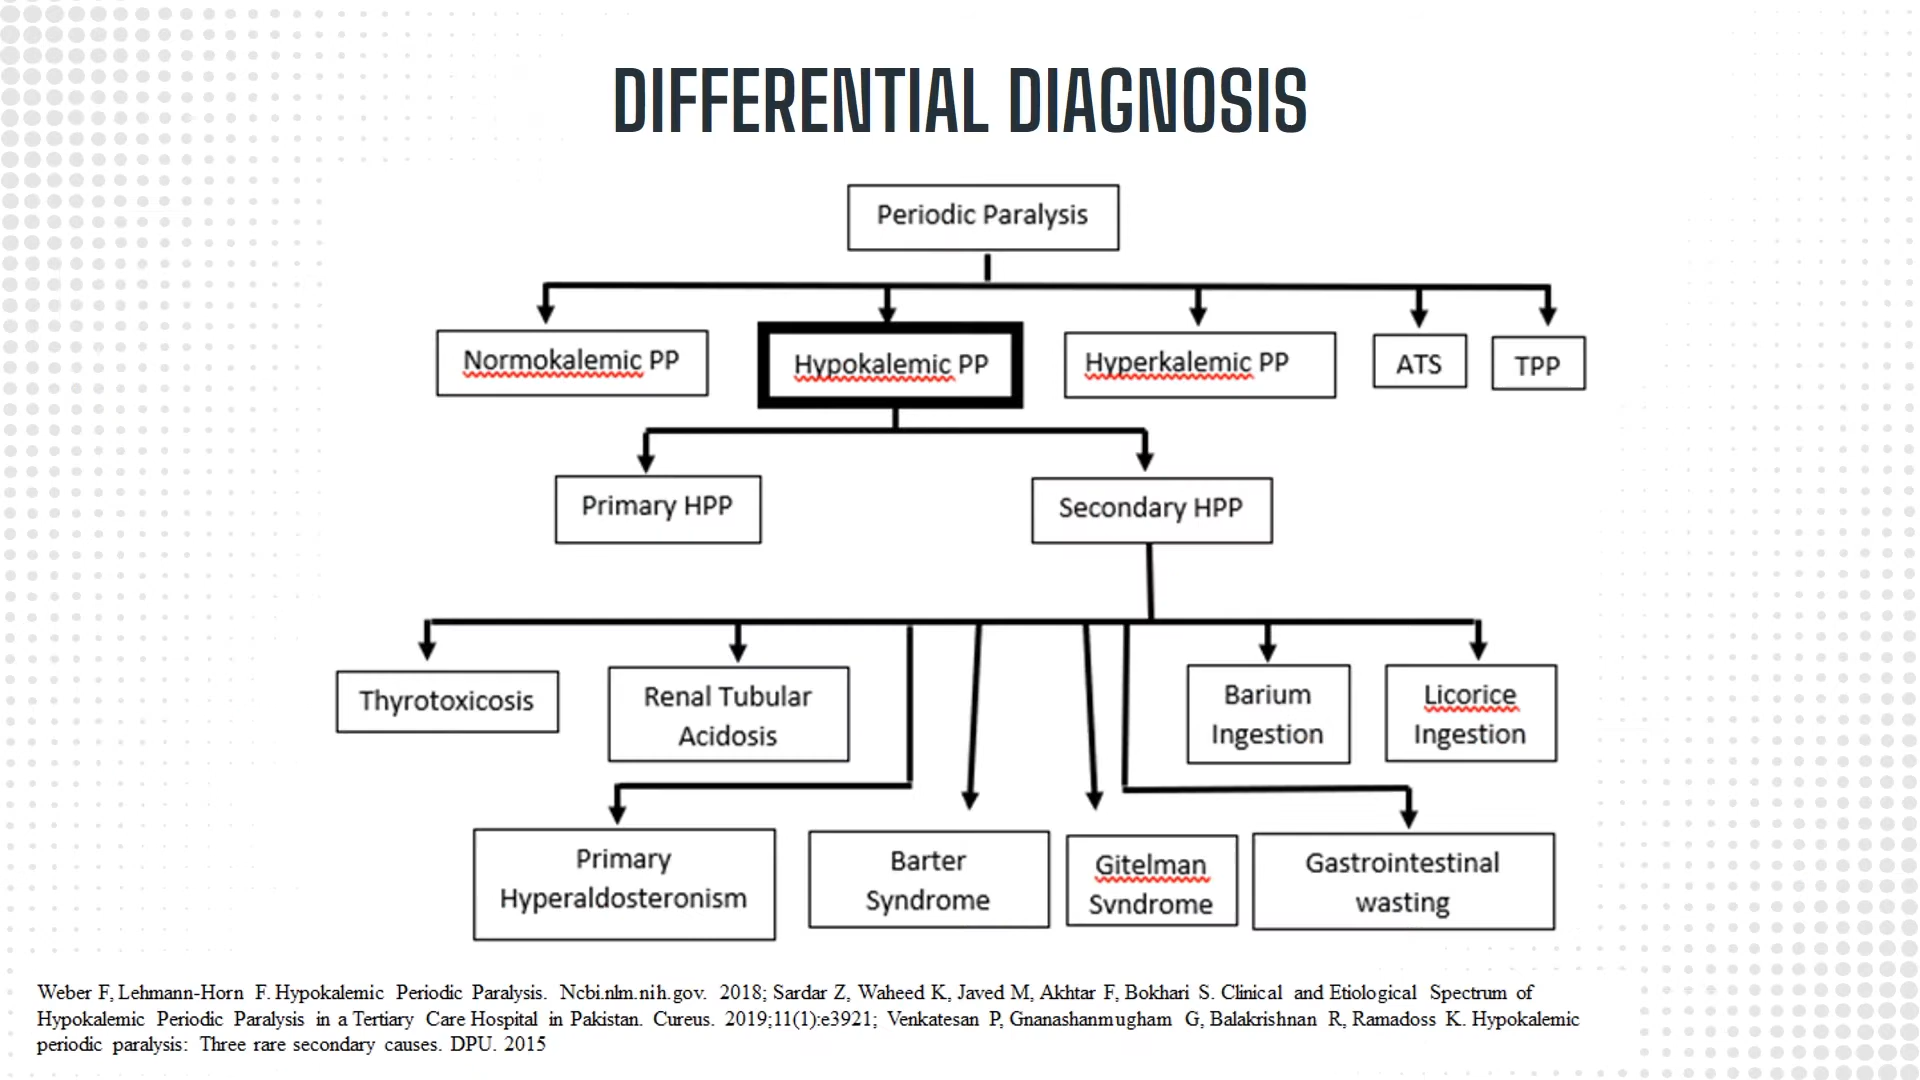 DIFFERENTIAL DIAGNOSIS
Periodic Paralysis
Normokalemic PP
Hypokalemic PP
Hyperkalemic PP
ATS
TPP
Primary HPP
Secondary HPP
Thyrotoxicosis
Renal Tubular
Acidosis
Barium
Ingestion
Licorice
Ingestion
Primary
Hyperaldosteronism
Barter
Syndrome
Gitelman
Syndrome
Gastrointestinal
wasting
Weber F, Lehmann-Horn F. Hypokalemic Periodic Paralysis. Ncbi.nlm.nih.gov. 2018; Sardar Z, Waheed K, Javed M, Akhtar F, Bokhari S. Clinical and Etiological Spectrum of
Hypokalemic Periodic Paralysis in a Tertiary Care Hospital in Pakistan. Cureus. 2019;11(1):e3921; Venkatesan P, Gnanashanmugham G, Balakrishnan R, Ramadoss K. Hypokalemic
periodic paralysis: Three rare secondary causes. DPU. 2015